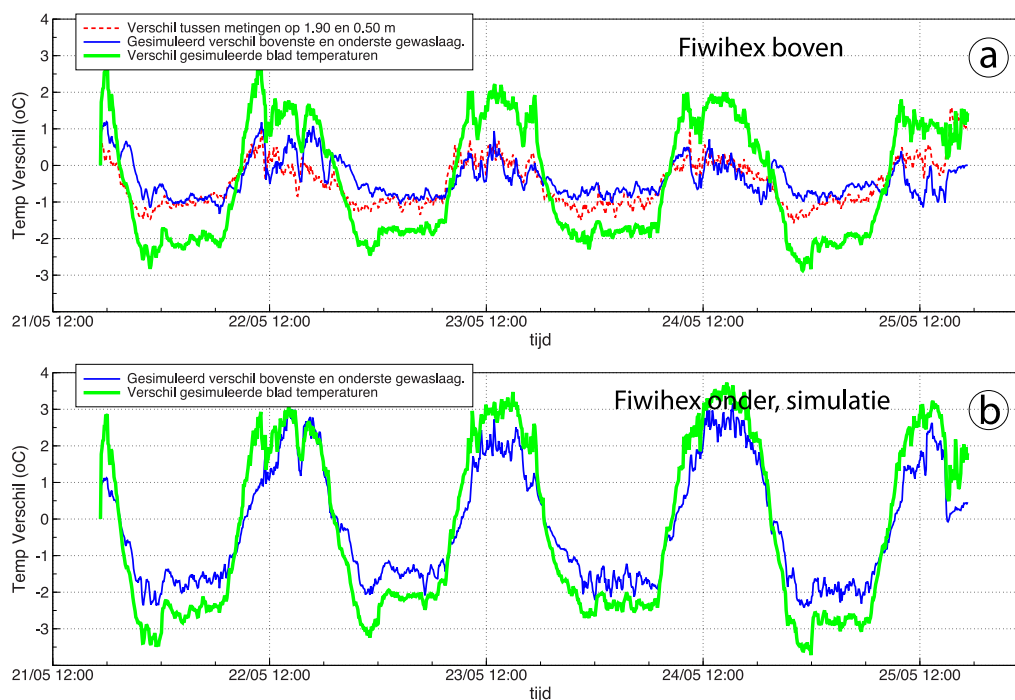 Verschil tussen metingen op 1.90 en 0.50 m
Gesimuleerd verschil bovenste en onderste gewaslaag.
Verschil gesimuleerde blad temperaturen
Fiwihex boven
a
Temp Verschil (oC)
4
3
2
1
0
-1
-2
-3
21/05 12:00
22/05 12:00
23/05 12:00
24/05 12:00
25/05 12:00
tijd
Gesimuleerd verschil bovenste en onderste gewaslaag.
Verschil gesimuleerde blad temperaturen
Fiwihex onder, simulatie
b
Temp Verschil (oC)
4
3
2
1
0
-1
-2
-3
21/05 12:00
22/05 12:00
23/05 12:00
24/05 12:00
25/05 12:00
tijd